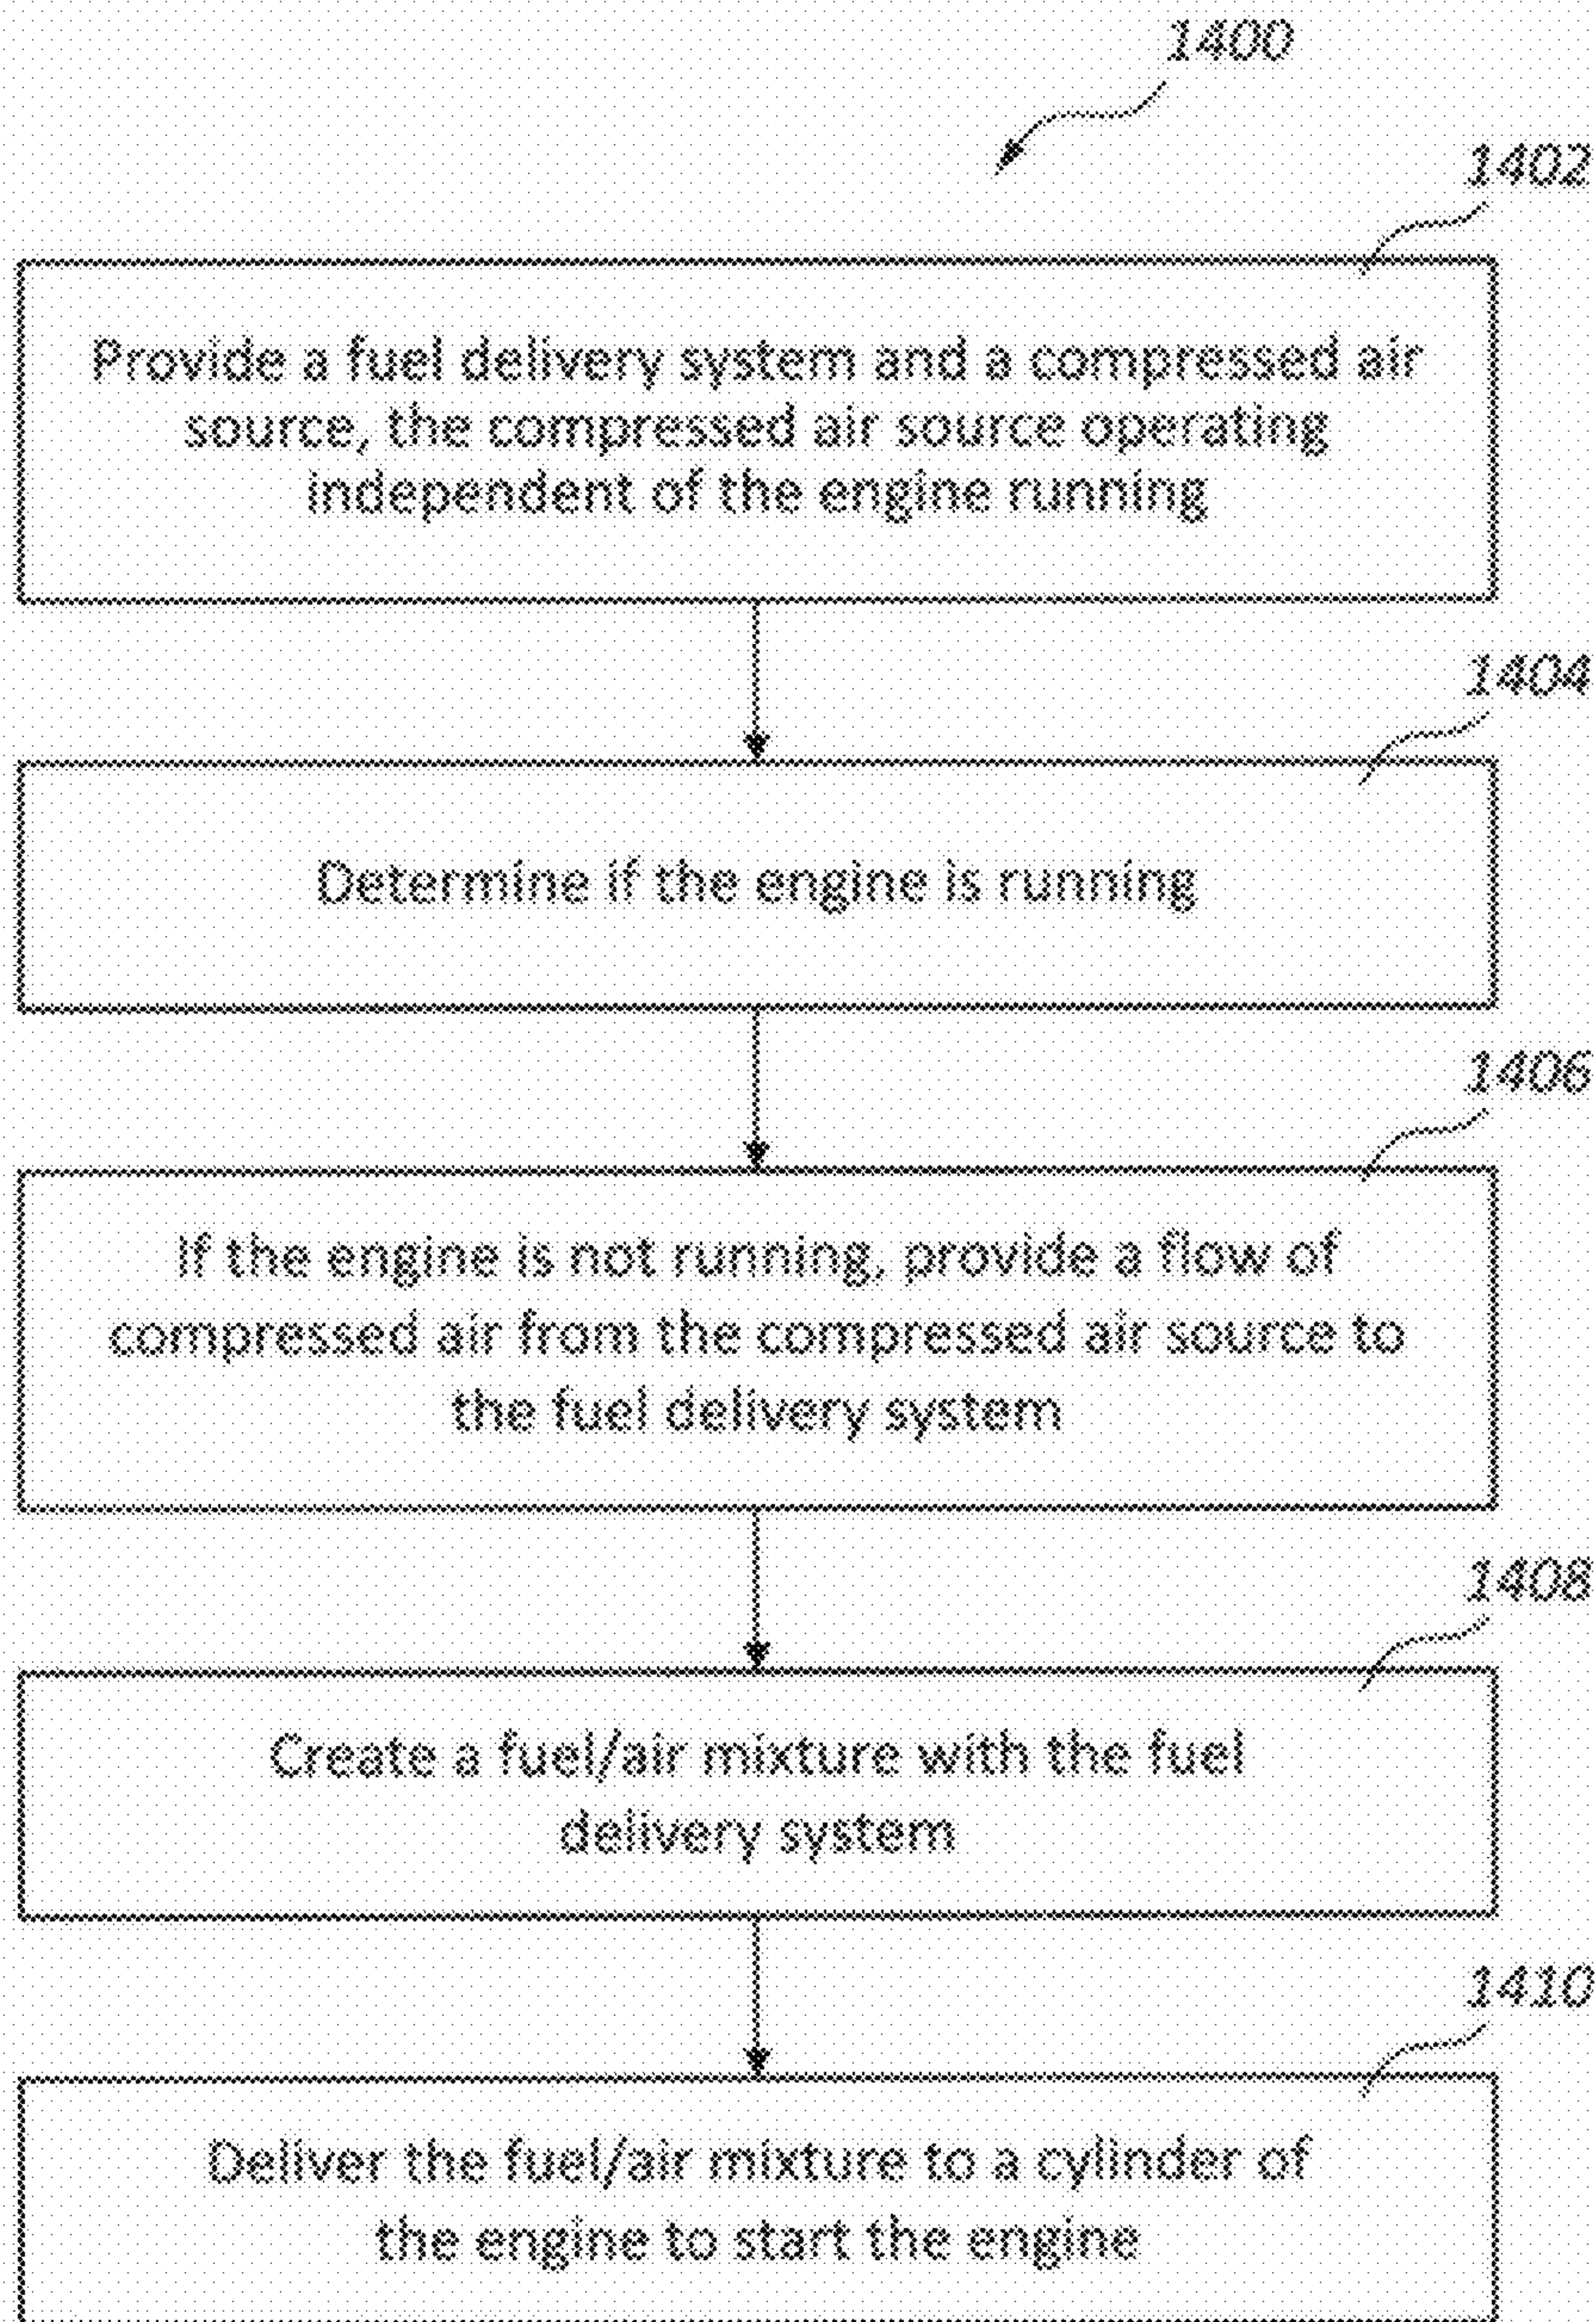 1400
1402
Provide a fuel delivery system and a compressed air
source, the compressed air source operating
independent of the engine running
1404
Determine if the engine is running
1406
If the engine is not running, provide a flow of
compressed air from the compressed air source to
the fuel delivery system
1408
Create a fuel/air mixture with the fuel
delivery system
1410
Deliver the fuel/air mixture to a cylinder of
the engine to start the engine